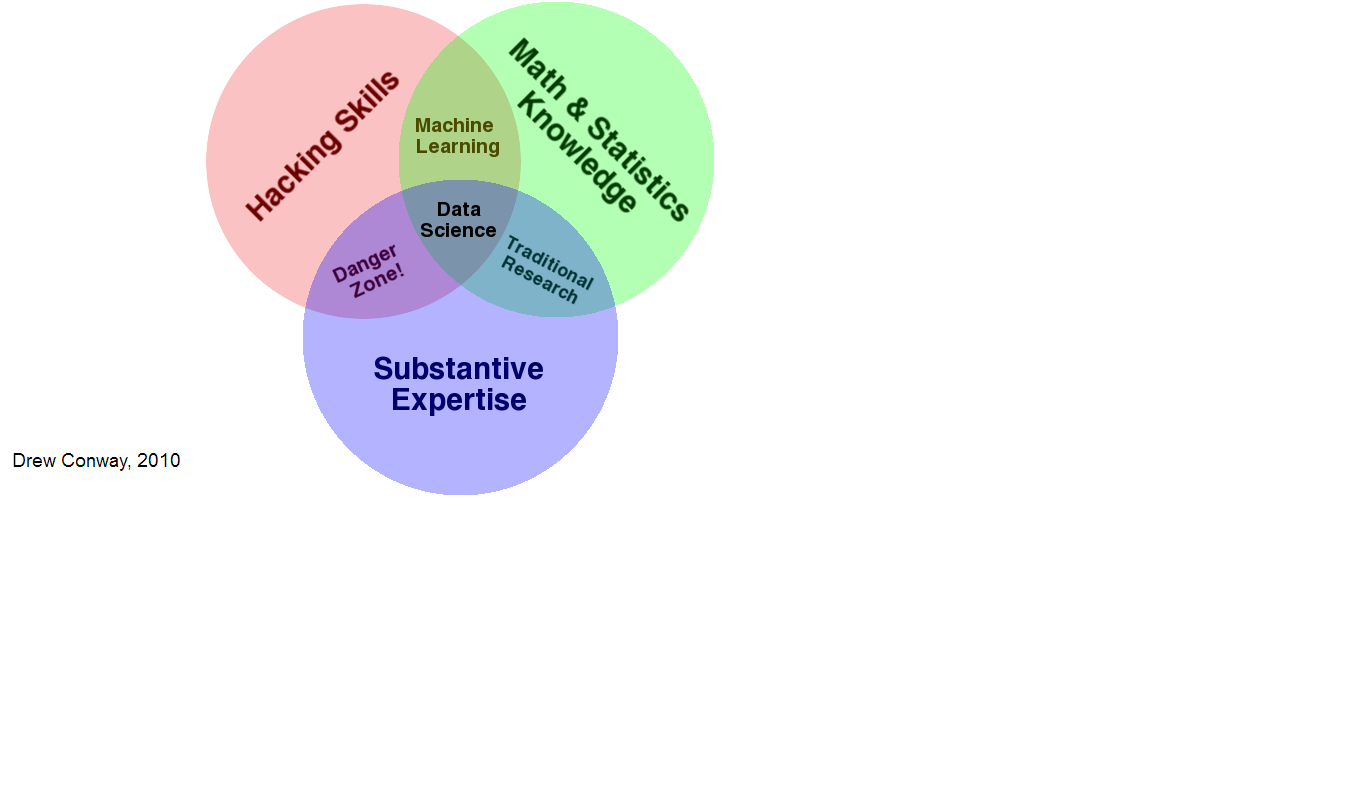 Hacking Skills
Math & Statistics
Knowledge
Machine
Learning
Data
Science
Danger
Zone!
Traditional
Research
Substantive
Expertise
Drew Conway, 2010